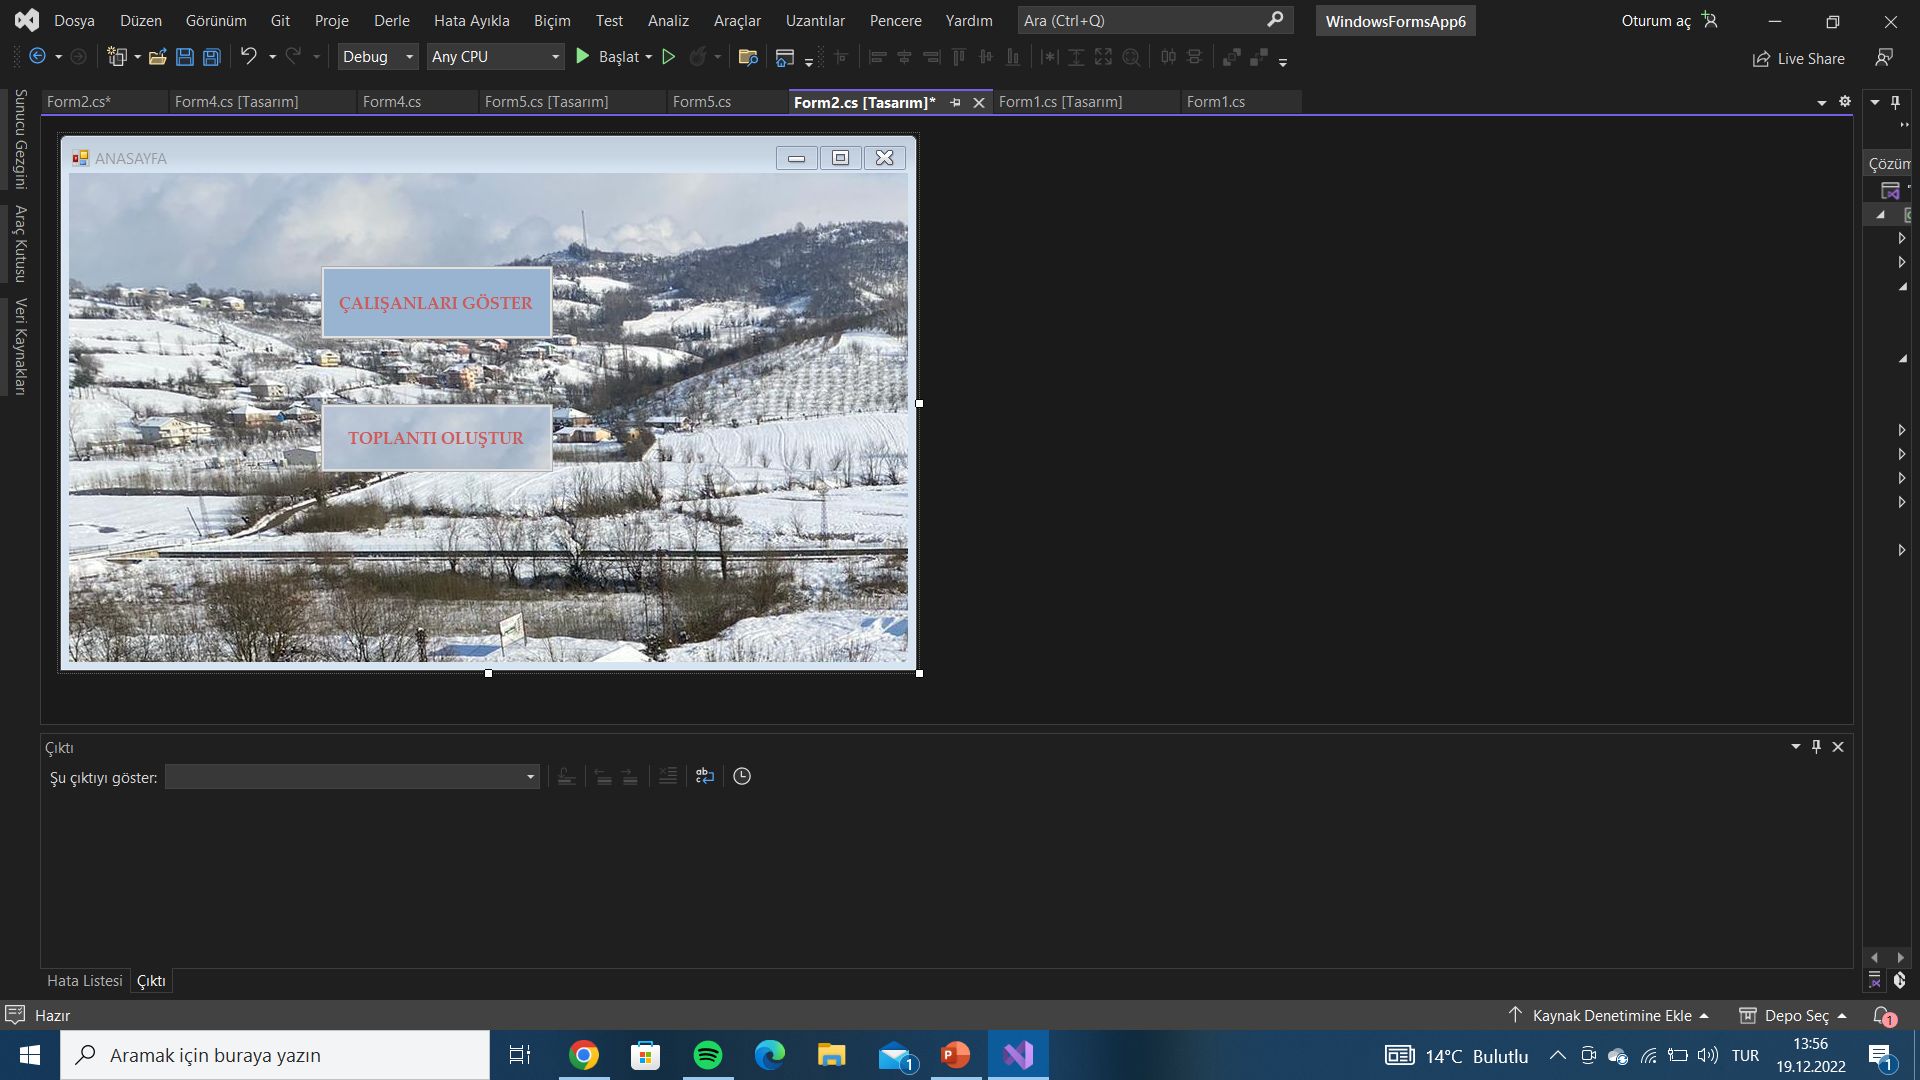 Dosya Düzen Görünüm Git Proje Derle Hata Ayıkla Biçim Test Analiz Araçlar Uzantılar Pencere Yardım Ara (Ctrl+Q) WindowsFormsApp6 Oturum aç
Debug Any CPU Başlat Live Share
Form2.cs* Form4.cs [Tasarım] Form4.cs Form5.cs [Tasarım] Form5.cs Form2.cs [Tasarım]* Form1.cs [Tasarım] Form1.cs
Sunucu Gezgini
Araç Kutusu
Veri Kaynakları
Çözüm
ANASAYFA
ÇALIŞANLARI GÖSTER
TOPLANTI OLUŞTUR
Çıktı
Şu çıktıyı göster:
Hata Listesi Çıktı
Hazır Kaynak Denetimine Ekle Depo Seç 1
Aramak için buraya yazın 1 14°C Bulutlu TUR 13:56
19.12.2022 1